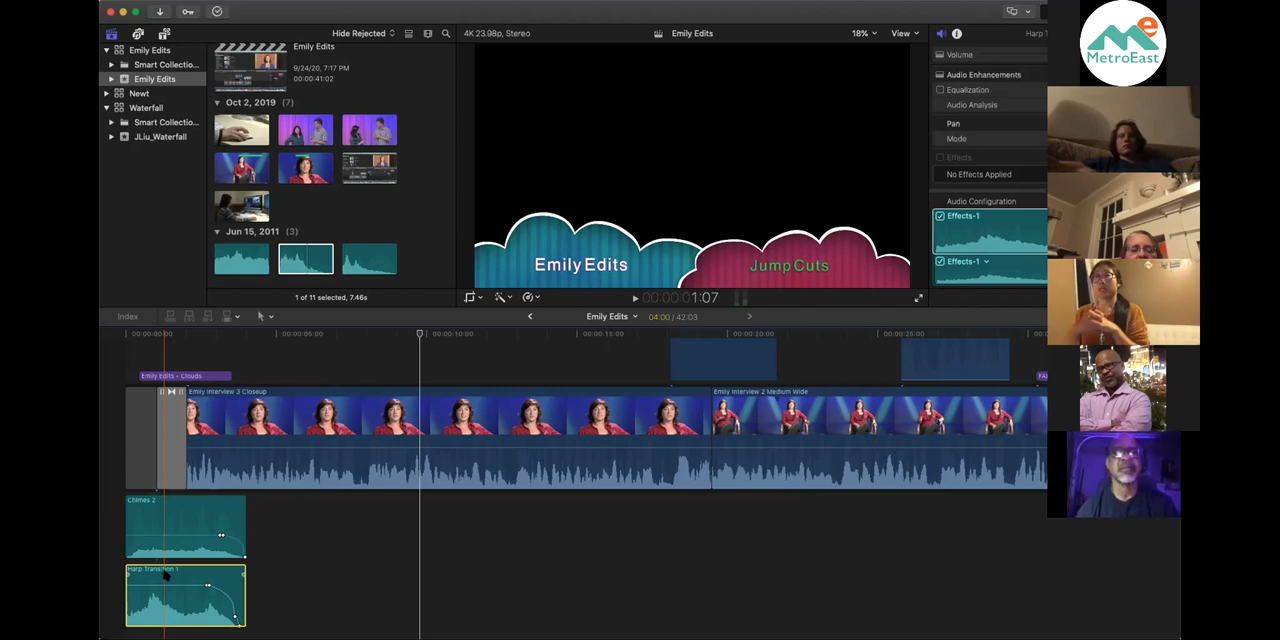 Hide Rejected
4K 23.98p, Stereo
Emily Edits
18%
View
Harp T
Emily Edits
Smart Collectio...
Emily Edits
Newt
Waterfall
Smart Collectio...
JLiu_Waterfall
Emily Edits
9/24/20, 7:17 PM
00:00:41:02
Oct 2, 2019 (7)
Jun 15, 2011 (3)
1 of 11 selected, 7.46s
Emily Edits
Jump Cuts
00:00:00:01:07
Volume
Audio Enhancements
Equalization
Audio Analysis
Pan
Mode
Effects
No Effects Applied
Audio Configuration
Effects-1
Effects-1
e
MetroEast
Index
Emily Edits
04:00 / 42:03
00:00:00:00
00:00:05:00
00:00:10:00
00:00:15:00
00:00:20:00
00:00:25:00
Emily Edits - Clouds
Emily Interview 3 Closeup
Emily Interview 2 Medium Wide
Chimes 2
Harp Transition 1